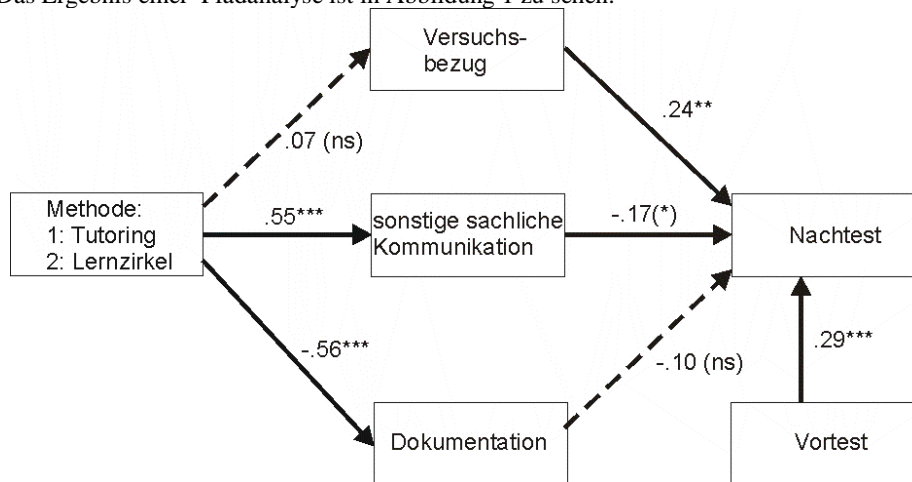 Das Ergebnis einer Pfadanalyse ist in Abbildung 1 zu sehen.
Versuchs-
bezug
.24**
.07 (ns)
Methode:
1: Tutoring
2: Lernzirkel
.55***
sonstige sachliche
Kommunikation
-.17(*)
Nachtest
-.56***
-.10 (ns)
.29***
Dokumentation
Vortest